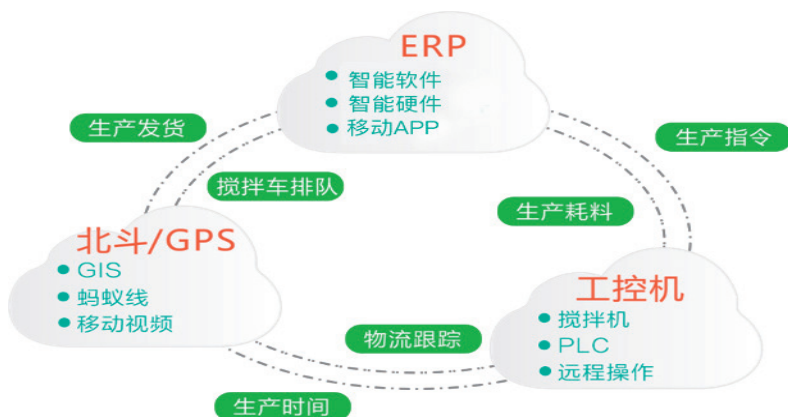 ERP
智能软件
智能硬件
移动APP
生产发货
生产指令
搅拌车排队
生产耗料
北斗/GPS
GIS
蚂蚁线
移动视频
工控机
搅拌机
PLC
远程操作
物流跟踪
生产时间